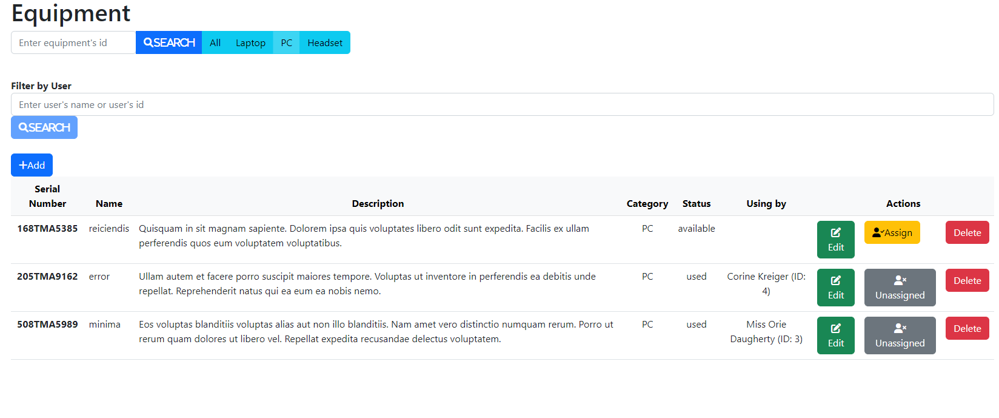 Equipment
Enter equipment's id SEARCH All Laptop PC Headset
Filter by User
Enter user's name or user's id
SEARCH
+Add
Serial Number Name Description Category Status Using by Actions
168TMA5385 reiciendis Quisquam in sit magnam sapiente. Dolorem ipsa quis voluptates libero odit sunt expedita. Facilis ex ullam PC available Edit Assign Delete
perferendis quos eum voluptatem voluptatibus.
205TMA9162 error Ullam autem et facere porro suscipit maiores tempore. Voluptas ut inventore in perferendis ea debitis unde PC used Corine Kreiger (ID: Edit Unassigned Delete
repellat. Reprehenderit natus qui ea eum ea nobis nemo. 4)
508TMA5989 minima Eos voluptas blanditiis voluptas alias aut non illo blanditiis. Nam amet vero distinctio numquam rerum. Porro ut PC used Miss Orie Edit Unassigned Delete
rerum quam dolores ut libero vel. Repellat expedita recusandae delectus voluptatem. Daugherty (ID: 3)